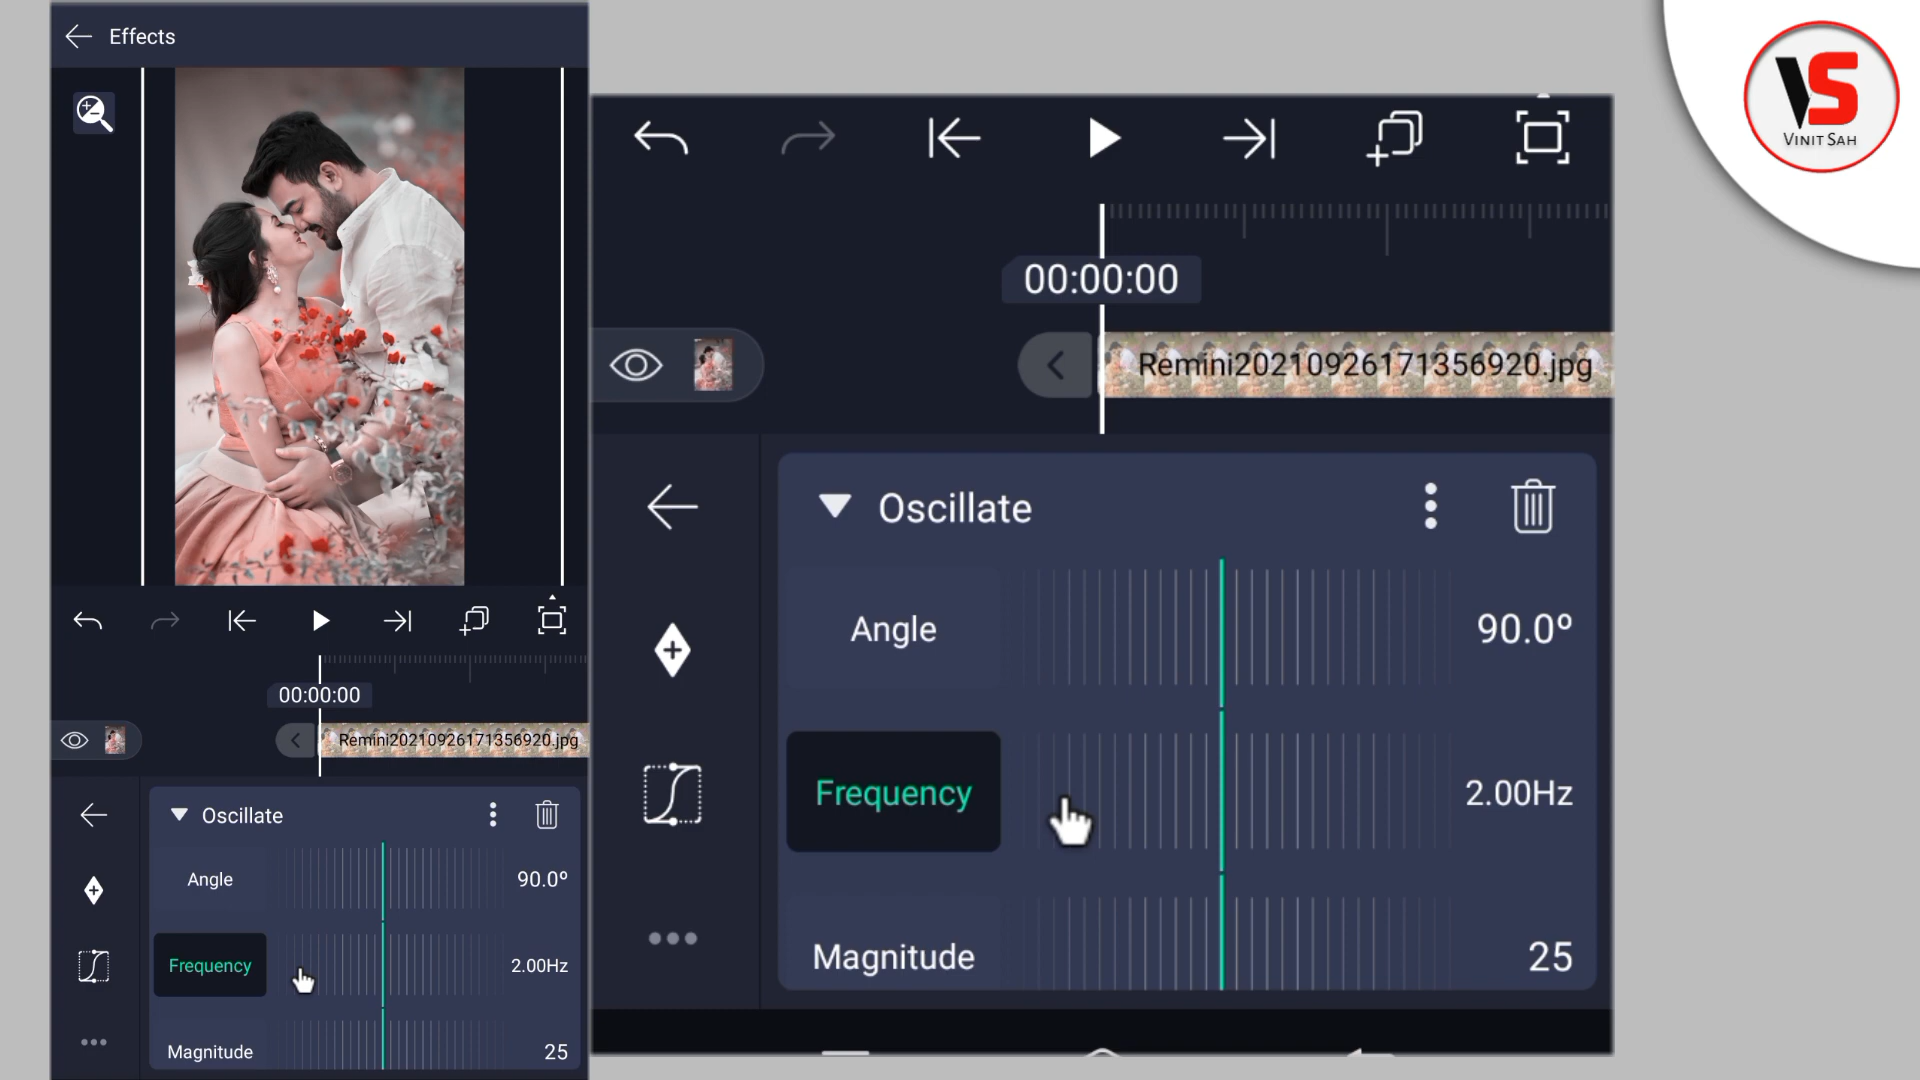 Effects
00:00:00
Remini20210926171356920.jpg
Oscillate
Angle
90.0º
Frequency
2.00Hz
Magnitude
25
00:00:00
Remini20210926171356920.jpg
Oscillate
Angle
90.0º
Frequency
2.00Hz
Magnitude
25
VS
VINIT SAH